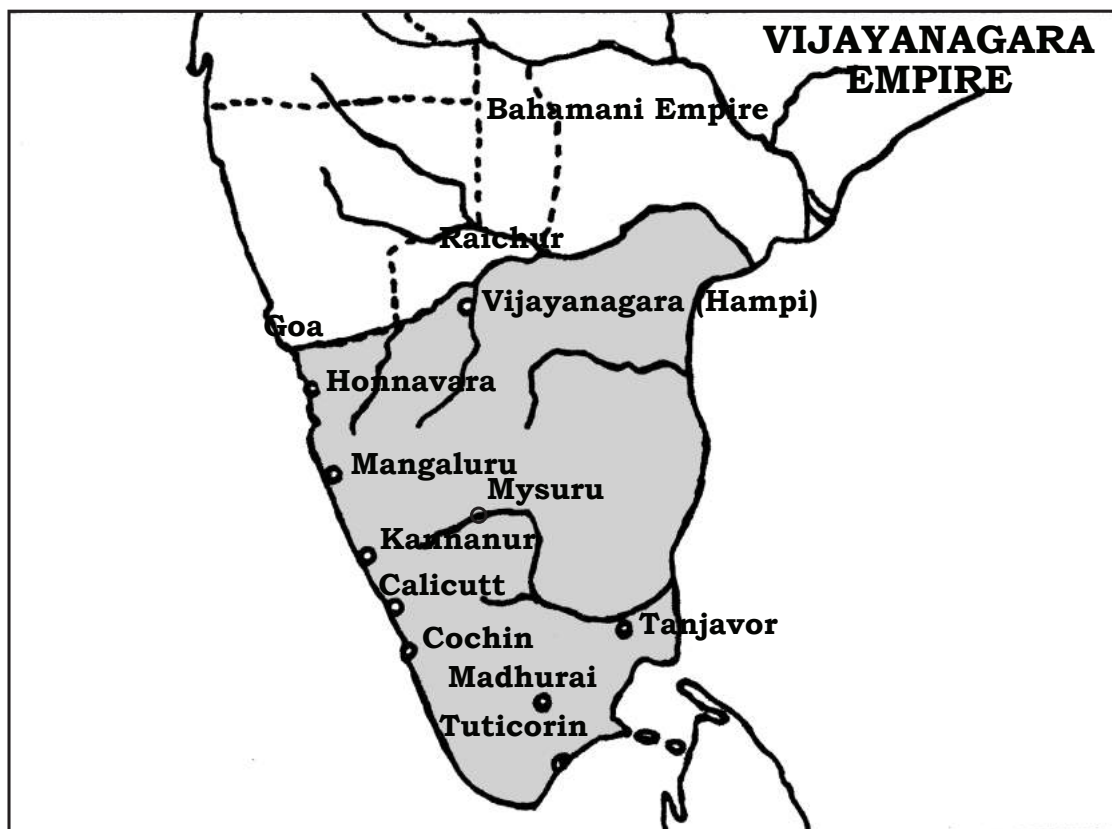 VIJAYANAGARA
EMPIRE
Bahamani Empire
Raichur
Vijayanagara (Hampi)
Goa
Honnavara
Mangaluru
Mysuru
Kannanur
Calicutt
Tanjavor
Cochin
Madhurai
Tuticorin